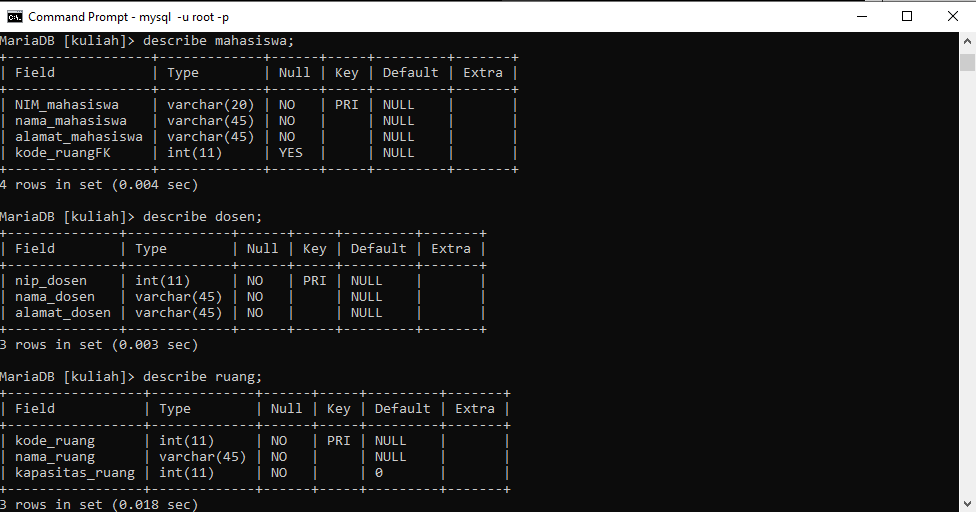 Command Prompt - mysql  -u root -p
MariaDB [kuliah]> describe mahasiswa;
+------------------+-------------+------+-----+---------+-------+
| Field            | Type        | Null | Key | Default | Extra |
+------------------+-------------+------+-----+---------+-------+
| NIM_mahasiswa    | varchar(20) | NO   | PRI | NULL    |       |
| nama_mahasiswa   | varchar(45) | NO   |     | NULL    |       |
| alamat_mahasiswa | varchar(45) | NO   |     | NULL    |       |
| kode_ruangFK     | int(11)     | YES  |     | NULL    |       |
+------------------+-------------+------+-----+---------+-------+
4 rows in set (0.004 sec)

MariaDB [kuliah]> describe dosen;
+--------------+-------------+------+-----+---------+-------+
| Field        | Type        | Null | Key | Default | Extra |
+--------------+-------------+------+-----+---------+-------+
| nip_dosen    | int(11)     | NO   | PRI | NULL    |       |
| nama_dosen   | varchar(45) | NO   |     | NULL    |       |
| alamat_dosen | varchar(45) | NO   |     | NULL    |       |
+--------------+-------------+------+-----+---------+-------+
3 rows in set (0.003 sec)

MariaDB [kuliah]> describe ruang;
+-----------------+-------------+------+-----+---------+-------+
| Field           | Type        | Null | Key | Default | Extra |
+-----------------+-------------+------+-----+---------+-------+
| kode_ruang      | int(11)     | NO   | PRI | NULL    |       |
| nama_ruang      | varchar(45) | NO   |     | NULL    |       |
| kapasitas_ruang | int(11)     | NO   |     | 0       |       |
+-----------------+-------------+------+-----+---------+-------+
3 rows in set (0.018 sec)